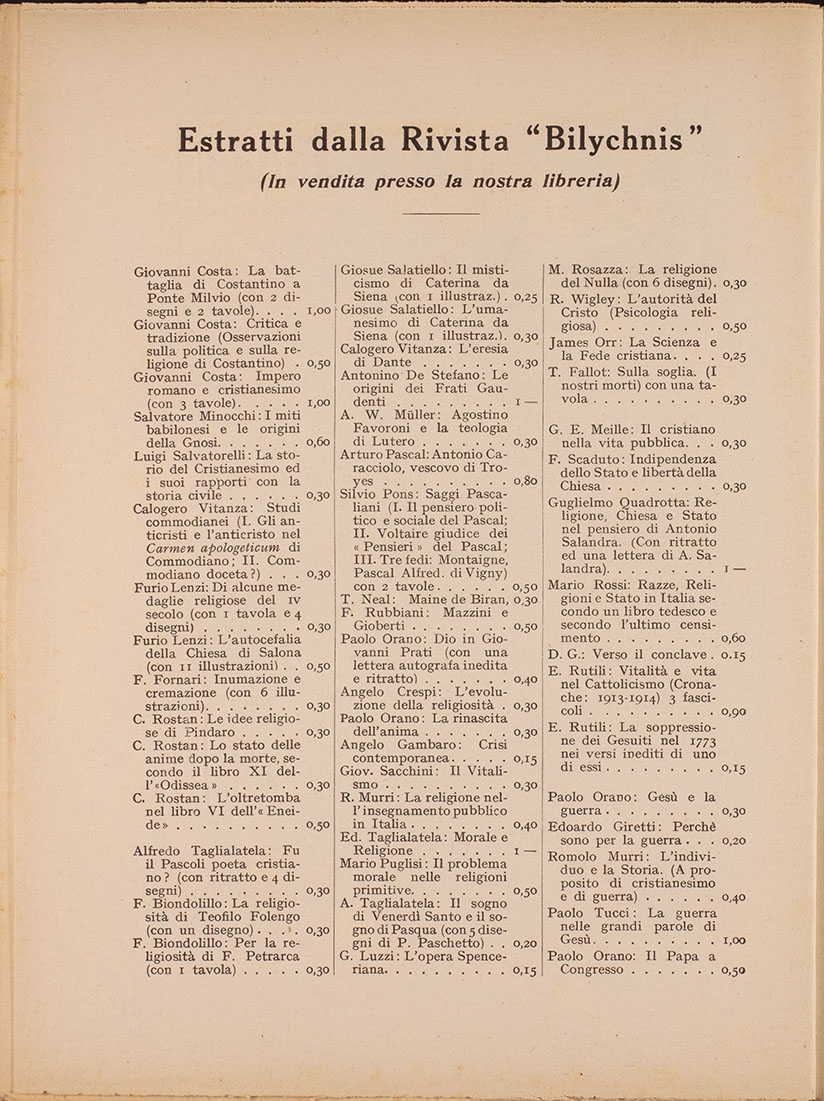 Estratti dalla Rivista “Bilychnis”
(In vendita presso la nostra libreria)
Giovanni Costa: La bat-
taglia di Costantino a
Ponte Milvio (con 2 di-
segni e 2 tavole). . . . 1,00
Giovanni Costa: Critica e
tradizione (Osservazioni
sulla politica e sulla re-
ligione di Costantino) . 0,50
Giovanni Costa: Impero
romano e cristianesimo
(con 3 tavole). . . . . . 1,00
Salvatore Minocchi: I miti
babilonesi e le origini
della Gnosi. . . . . . . 0,60
Luigi Salvatorelli: La sto-
rio del Cristianesimo ed
i suoi rapporti con la
storia civile . . . . . . 0,30
Calogero Vitanza: Studi
commodianei (I. Gli an-
ticristi e l'anticristo nel
Carmen apologeticum di
Commodiano; II. Com-
modiano doceta?) . . . 0,30
Furio Lenzi: Di alcune me-
daglie religiose del IV
secolo (con 1 tavola e 4
disegni) . . . . . . . . 0,30
Furio Lenzi: L'autocefalia
della Chiesa di Salona
(con 11 illustrazioni) . . 0,50
F. Fornari: Inumazione e
cremazione (con 6 illu-
strazioni). . . . . . . . 0,30
C. Rostan: Le idee religio-
se di Pindaro . . . . . 0,30
C. Rostan: Lo stato delle
anime dopo la morte, se-
condo il libro XI del-
l'«Odissea» . . . . . . 0,30
C. Rostan: L'oltretomba
nel libro VI dell'« Enei-
de» . . . . . . . . . . 0,50
Alfredo Taglialatela: Fu
il Pascoli poeta cristia-
no? (con ritratto e 4 di-
segni) . . . . . . . . . 0,30
F. Biondolillo: La religio-
sità di Teofilo Folengo
(con un disegno) . . . . 0,30
F. Biondolillo: Per la re-
ligiosità di F. Petrarca
(con 1 tavola) . . . . . 0,30
Giosue Salatiello: Il misti-
cismo di Caterina da
Siena (con 1 illustraz.) . 0,25
Giosue Salatiello: L'uma-
nesimo di Caterina da
Siena (con 1 illustraz.). 0,30
Calogero Vitanza: L'eresia
di Dante . . . . . . . . 0,30
Antonino De Stefano: Le
origini dei Frati Gau-
denti . . . . . . . . . . 1 —
A. W. Müller: Agostino
Favoroni e la teologia
di Lutero . . . . . . . 0,30
Arturo Pascal: Antonio Ca-
racciolo, vescovo di Tro-
yes . . . . . . . . . . 0,80
Silvio Pons: Saggi Pasca-
liani (I. Il pensiero poli-
tico e sociale del Pascal;
II. Voltaire giudice dei
« Pensieri » del Pascal;
III. Tre fedi: Montaigne,
Pascal Alfred. di Vigny)
con 2 tavole . . . . . . 0,50
T. Neal: Maine de Biran, 0,30
F. Rubbiani: Mazzini e
Gioberti . . . . . . . . 0,50
Paolo Orano: Dio in Gio-
vanni Prati (con una
lettera autografa inedita
e ritratto) . . . . . . . 0,40
Angelo Crespi: L'evolu-
zione della religiosità . 0,30
Paolo Orano: La rinascita
dell'anima . . . . . . . 0,30
Angelo Gambaro: Crisi
contemporanea. . . . . 0,15
Giov. Sacchini: Il Vitali-
smo . . . . . . . . . . 0,30
R. Murri: La religione nel-
l'insegnamento pubblico
in Italia . . . . . . . . 0,40
Ed. Taglialatela: Morale e
Religione . . . . . . . . 1 —
Mario Puglisi: Il problema
morale nelle religioni
primitive. . . . . . . . 0,50
A. Taglialatela: Il sogno
di Venerdì Santo e il so-
gno di Pasqua (con 5 dise-
gni di P. Paschetto) . . 0,20
G. Luzzi: L'opera Spence-
riana. . . . . . . . . . 0,15
M. Rosazza: La religione
del Nulla (con 6 disegni). 0,30
R. Wigley: L'autorità del
Cristo (Psicologia reli-
giosa) . . . . . . . . . 0,50
James Orr: La Scienza e
la Fede cristiana. . . . 0,25
T. Fallot: Sulla soglia. (I
nostri morti) con una ta-
vola . . . . . . . . . . 0,30
G. E. Meille: Il cristiano
nella vita pubblica. . . 0,30
F. Scaduto: Indipendenza
dello Stato e libertà della
Chiesa . . . . . . . . . 0,30
Guglielmo Quadrotta: Re-
ligione, Chiesa e Stato
nel pensiero di Antonio
Salandra. (Con ritratto
ed una lettera di A. Sa-
landra). . . . . . . . . 1 —
Mario Rossi: Razze, Reli-
gioni e Stato in Italia se-
condo un libro tedesco e
secondo l'ultimo censi-
mento . . . . . . . . . 0,60
D. G.: Verso il conclave . 0.15
E. Rutili: Vitalità e vita
nel Cattolicismo (Crona-
che: 1913-1914) 3 fasci-
coli . . . . . . . . . . 0,90
E. Rutili: La soppressio-
ne dei Gesuiti nel 1773
nei versi inediti di uno
di essi . . . . . . . . . 0,15
Paolo Orano: Gesù e la
guerra . . . . . . . . . 0,30
Edoardo Giretti: Perchè
sono per la guerra . . . 0,20
Romolo Murri: L'indivi-
duo e la Storia. (A pro-
posito di cristianesimo
e di guerra) . . . . . . 0,40
Paolo Tucci: La guerra
nelle grandi parole di
Gesù. . . . . . . . . . 1,00
Paolo Orano: Il Papa a
Congresso . . . . . . . 0,50